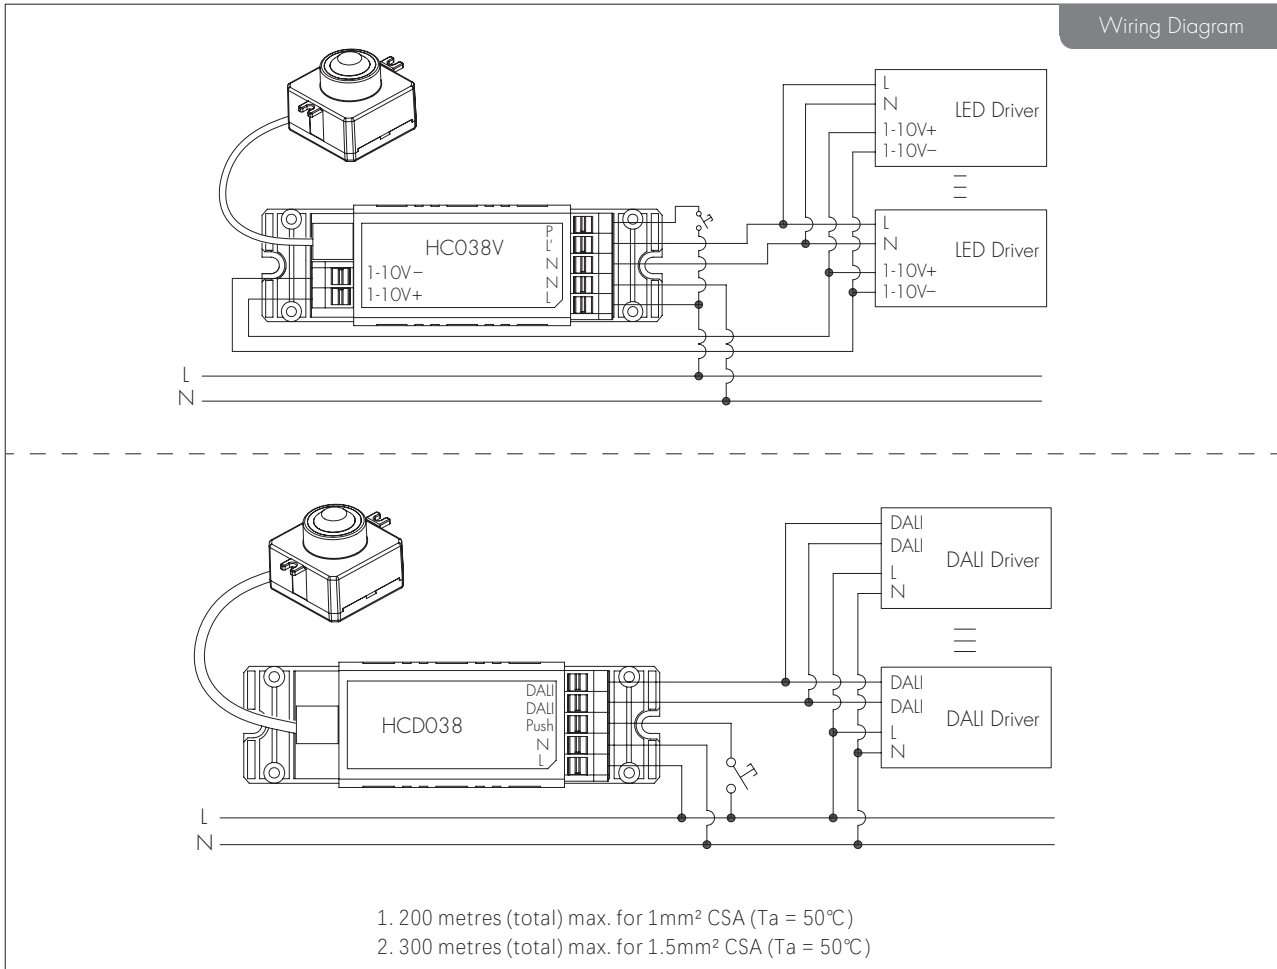 Wiring Diagram
L
N
1-10V+
1-10V−
LED Driver
HC038V
1-10V−
1-10V+
P
L'
N
N
L
L
N
1-10V+
1-10V−
LED Driver
L
N
DALI
DALI
L
N
DALI Driver
HCD038
DALI
DALI
Push
N
L
DALI
DALI
L
N
DALI Driver
L
N
1. 200 metres (total) max. for 1mm² CSA (Ta = 50℃)
2. 300 metres (total) max. for 1.5mm² CSA (Ta = 50℃)